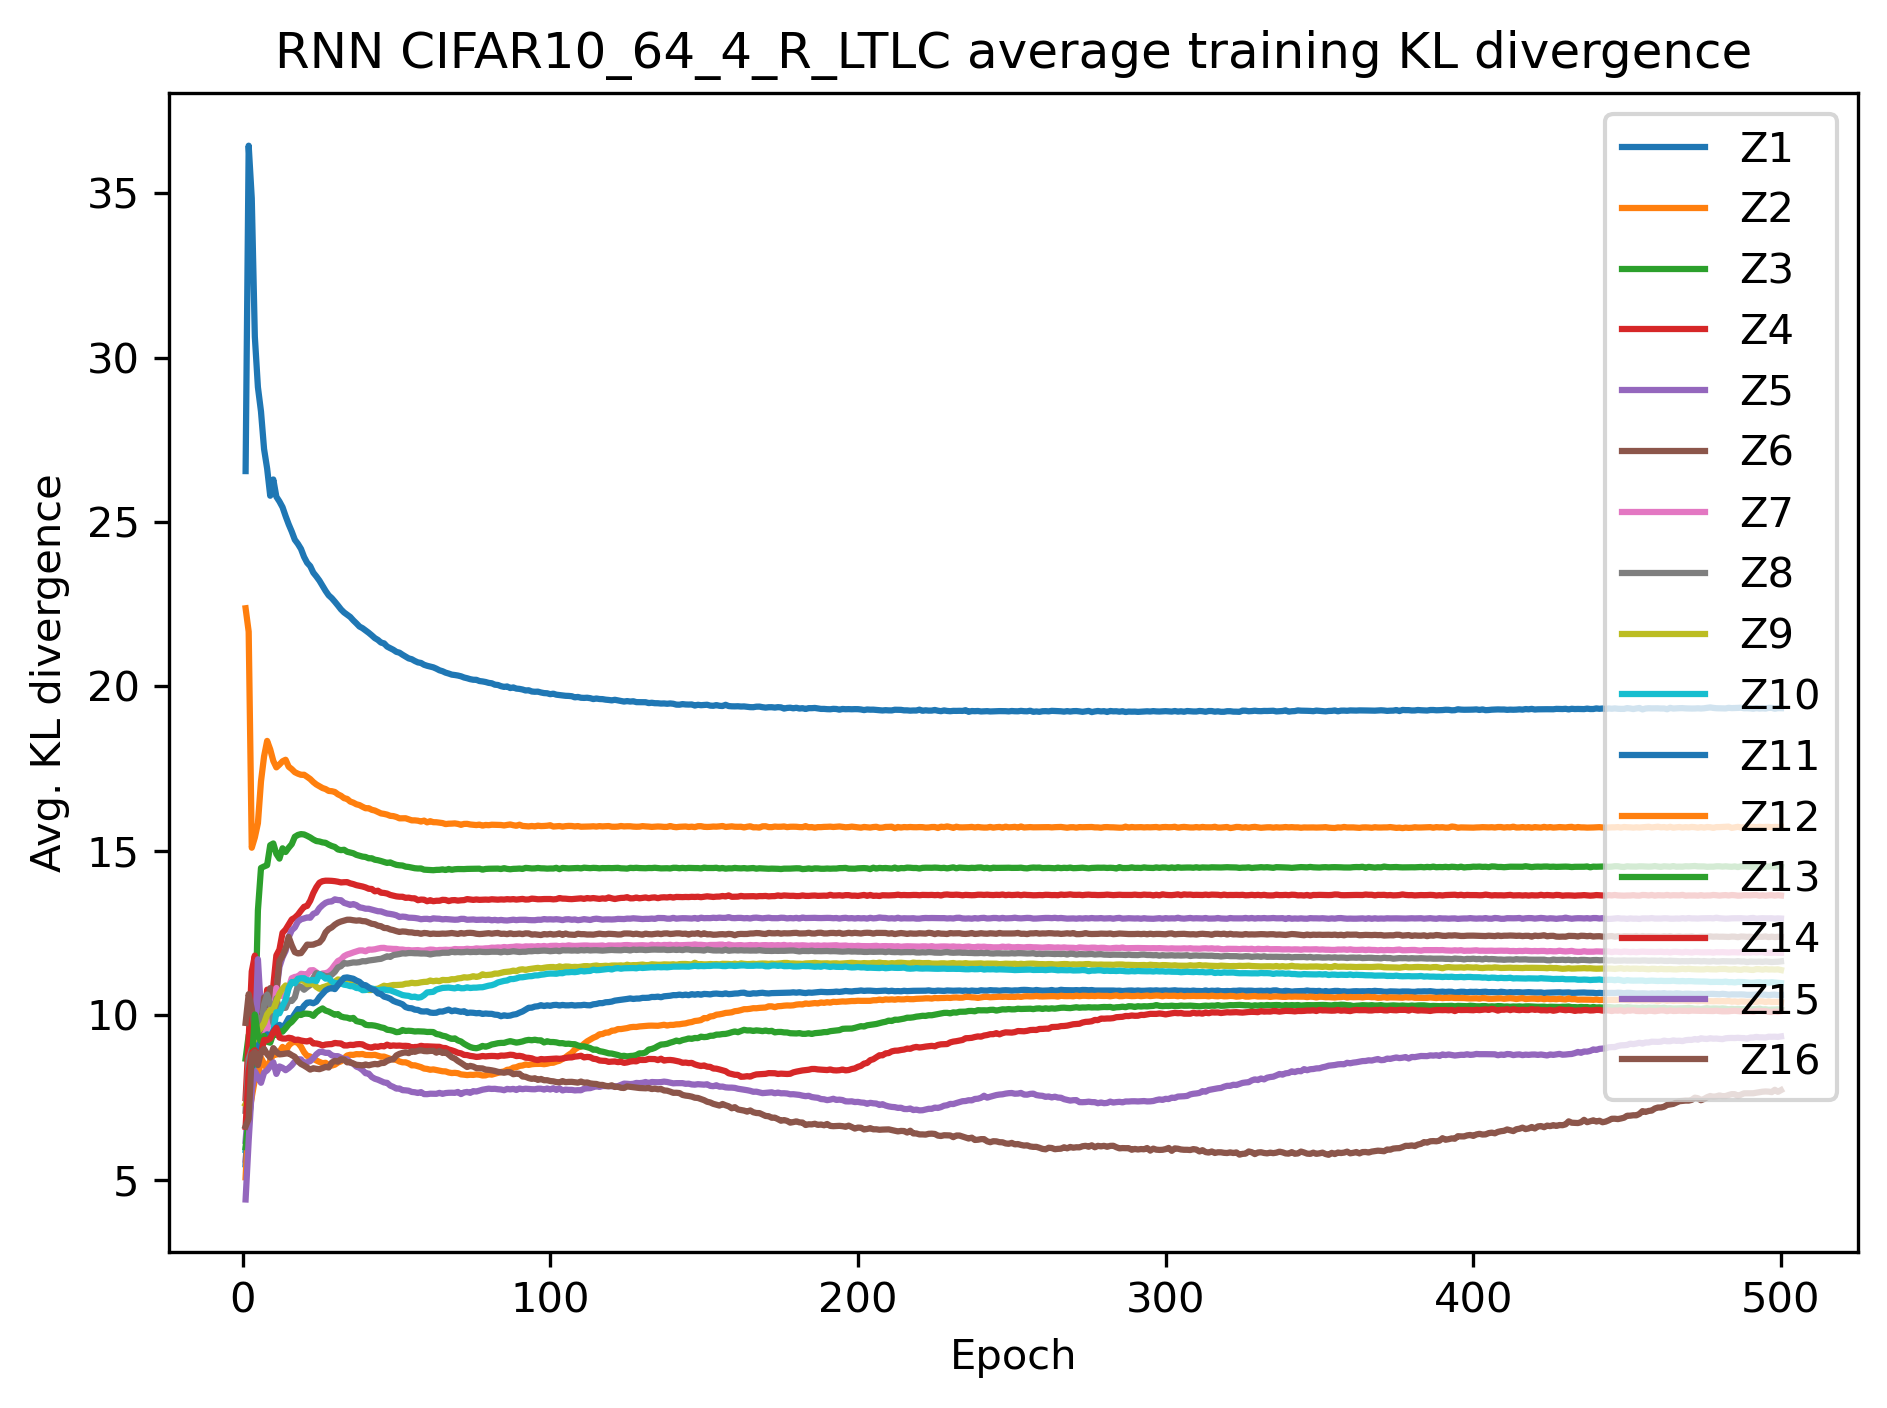 RNN CIFAR10_64_4_R_LTLC average training KL divergence
Avg. KL divergence
35
30
25
20
15
10
5
0 100 200 300 400 500
Epoch
Z1
Z2
Z3
Z4
Z5
Z6
Z7
Z8
Z9
Z10
Z11
Z12
Z13
Z14
Z15
Z16